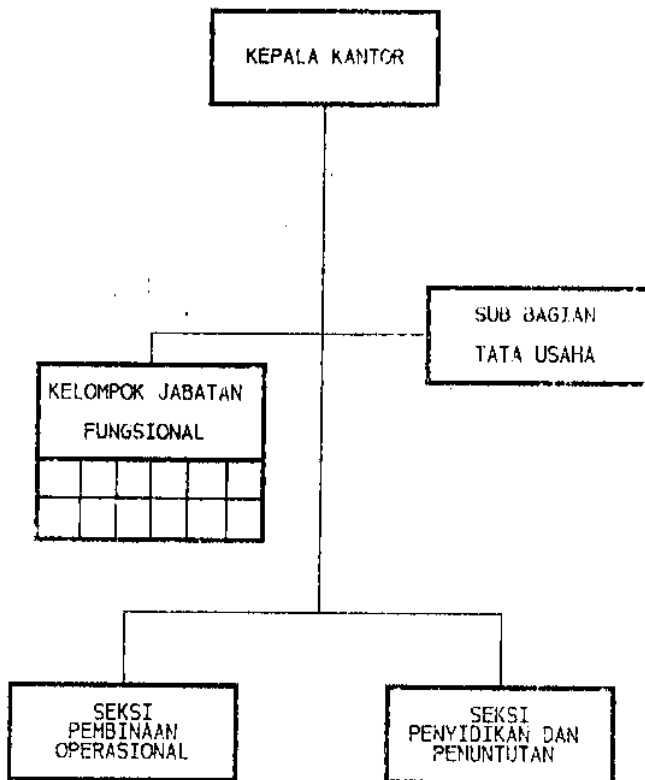 KEPALA KANTOR
SUB BAGIAN
TATA USAHA
KELOMPOK JABATAN
FUNGSIONAL
SEKSI
PEMBINAAN
OPERASIONAL
SEKSI
PENYIDIKAN DAN
PENUNTUTAN